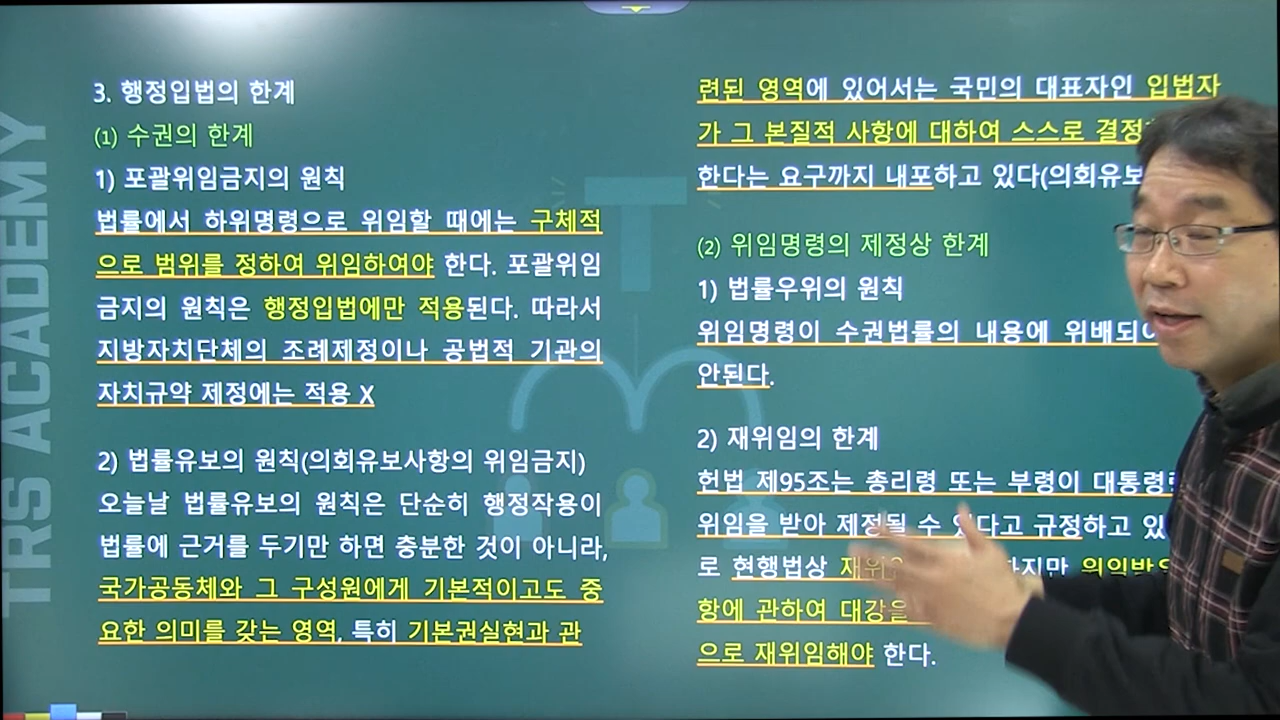 TRS ACADEMY
3. 행정입법의 한계
(1) 수권의 한계
1) 포괄위임금지의 원칙
법률에서 하위명령으로 위임할 때에는 구체적
으로 범위를 정하여 위임하여야 한다. 포괄위임
금지의 원칙은 행정입법에만 적용된다. 따라서
지방자치단체의 조례제정이나 공법적 기관의
자치규약 제정에는 적용 X
2) 법률유보의 원칙(의회유보사항의 위임금지)
오늘날 법률유보의 원칙은 단순히 행정작용이
법률에 근거를 두기만 하면 충분한 것이 아니라,
국가공동체와 그 구성원에게 기본적이고도 중
요한 의미를 갖는 영역, 특히 기본권실현과 관
련된 영역에 있어서는 국민의 대표자인 입법자
가 그 본질적 사항에 대하여 스스로 결정
한다는 요구까지 내포하고 있다(의회유보
(2) 위임명령의 제정상 한계
1) 법률우위의 원칙
위임명령이 수권법률의 내용에 위배되어
안된다.
2) 재위임의 한계
헌법 제95조는 총리령 또는 부령이 대통령
위임을 받아 제정될 수 있다고 규정하고
로 현행법상
항에 관하여 대강을
으로 재위임해야 한다.